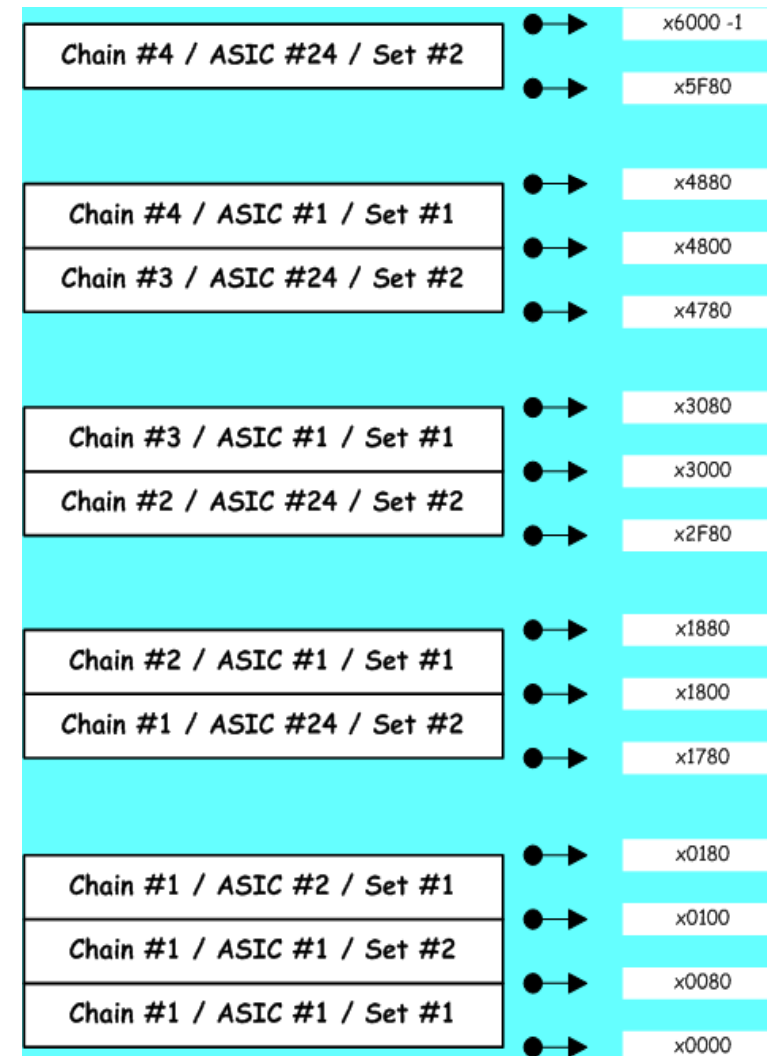 x6000 -1
Chain #4 / ASIC #24 / Set #2
x5F80
x4880
Chain #4 / ASIC #1 / Set #1
x4800
Chain #3 / ASIC #24 / Set #2
x4780
x3080
Chain #3 / ASIC #1 / Set #1
x3000
Chain #2 / ASIC #24 / Set #2
x2F80
x1880
Chain #2 / ASIC #1 / Set #1
x1800
Chain #1 / ASIC #24 / Set #2
x1780
x0180
Chain #1 / ASIC #2 / Set #1
x0100
Chain #1 / ASIC #1 / Set #2
x0080
Chain #1 / ASIC #1 / Set #1
x0000